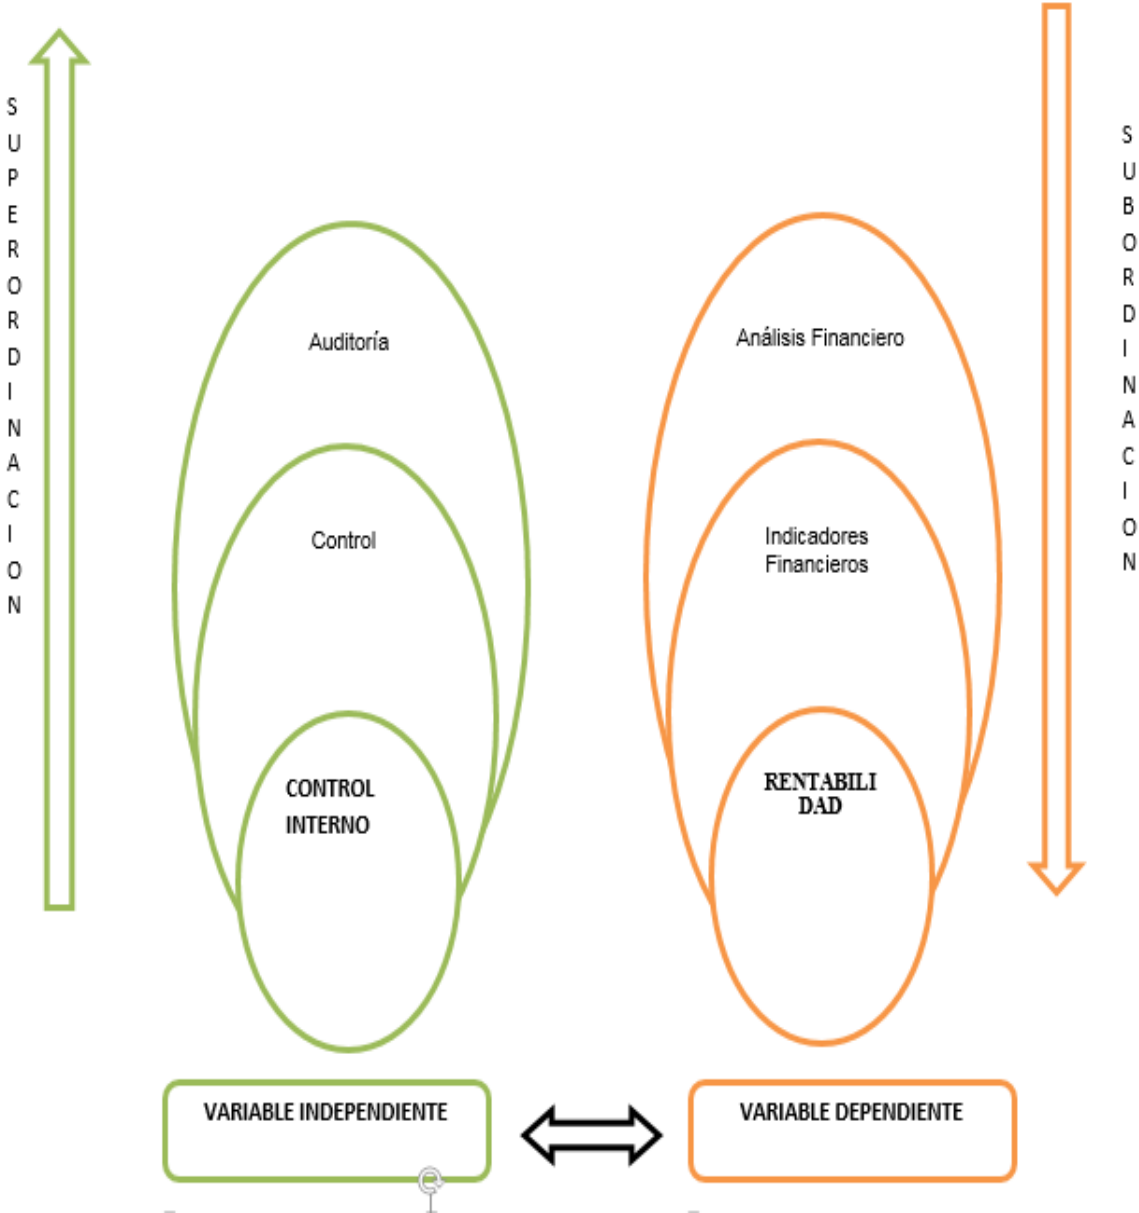 SUPERORDINACION
SUBORDINACION
Auditoría
Análisis Financiero
Control
Indicadores
Financieros
CONTROL
INTERNO
RENTABILI
DAD
VARIABLE INDEPENDIENTE
VARIABLE DEPENDIENTE